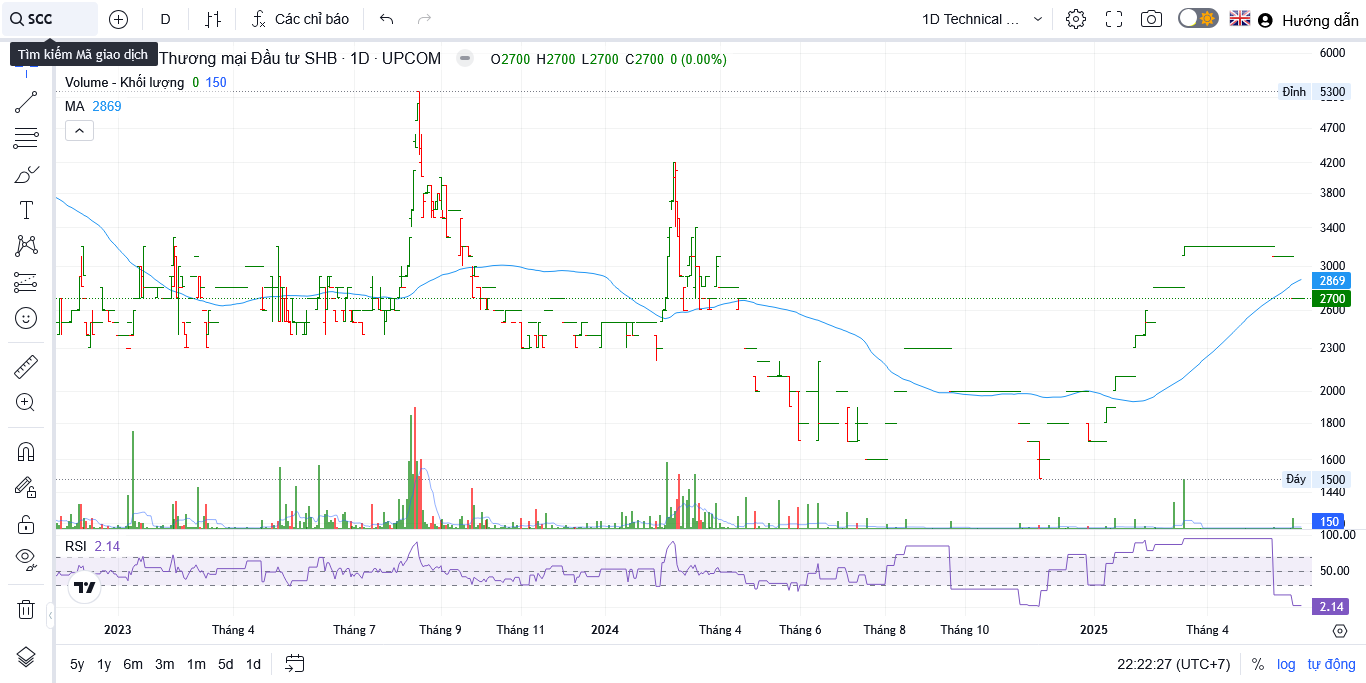 SCC
D
Các chỉ báo
1D Technical ...
Hướng dẫn
Tìm kiếm Mã giao dịch
Thương mại Đầu tư SHB · 1D · UPCOM
O2700 H2700 L2700 C2700 0 (0.00%)
Volume - Khối lượng 0 150
MA 2869
6000
Đỉnh 5300
4700
4200
3800
3400
3000
2869
2700
2600
2300
2000
1800
1600
Đáy 1500
1440
150
RSI 2.14
100.00
50.00
2.14
2023 Tháng 4 Tháng 7 Tháng 9 Tháng 11 2024 Tháng 4 Tháng 6 Tháng 8 Tháng 10 2025 Tháng 4
5y 1y 6m 3m 1m 5d 1d
22:22:27 (UTC+7) % log tự động